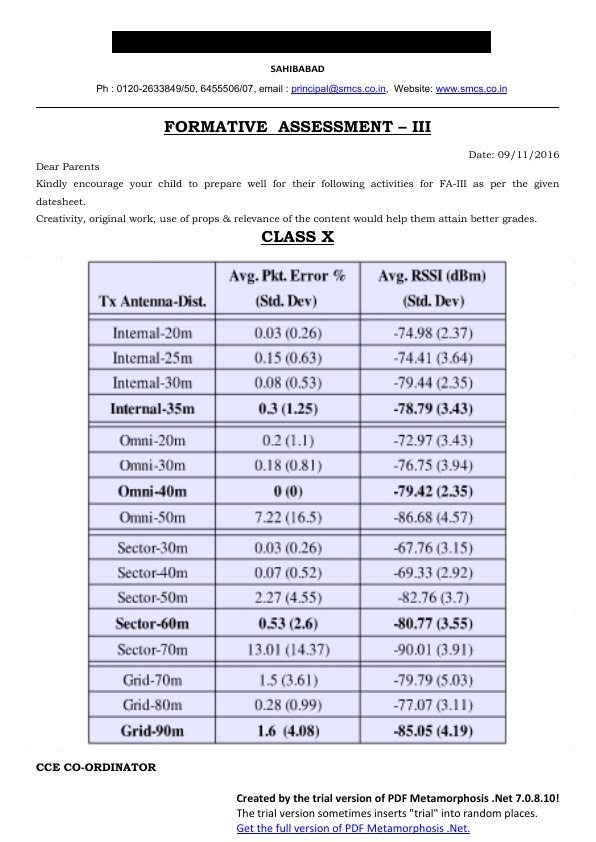 SAHIBABAD
Ph : 0120-2633849/50, 6455506/07, email : principal@smcs.co.in, Website: www.smcs.co.in
FORMATIVE ASSESSMENT – III
Date: 09/11/2016
Dear Parents
Kindly encourage your child to prepare well for their following activities for FA-III as per the given
datesheet.
Creativity, original work, use of props & relevance of the content would help them attain better grades.
CLASS X
Tx Antenna-Dist. Avg. Pkt. Error % (Std. Dev) Avg. RSSI (dBm) (Std. Dev)
Internal-20m 0.03 (0.26) -74.98 (2.37)
Internal-25m 0.15 (0.63) -74.41 (3.64)
Internal-30m 0.08 (0.53) -79.44 (2.35)
Internal-35m 0.3 (1.25) -78.79 (3.43)
Omni-20m 0.2 (1.1) -72.97 (3.43)
Omni-30m 0.18 (0.81) -76.75 (3.94)
Omni-40m 0 (0) -79.42 (2.35)
Omni-50m 7.22 (16.5) -86.68 (4.57)
Sector-30m 0.03 (0.26) -67.76 (3.15)
Sector-40m 0.07 (0.52) -69.33 (2.92)
Sector-50m 2.27 (4.55) -82.76 (3.7)
Sector-60m 0.53 (2.6) -80.77 (3.55)
Sector-70m 13.01 (14.37) -90.01 (3.91)
Grid-70m 1.5 (3.61) -79.79 (5.03)
Grid-80m 0.28 (0.99) -77.07 (3.11)
Grid-90m 1.6 (4.08) -85.05 (4.19)
CCE CO-ORDINATOR
Created by the trial version of PDF Metamorphosis .Net 7.0.8.10!
The trial version sometimes inserts "trial" into random places.
Get the full version of PDF Metamorphosis .Net.